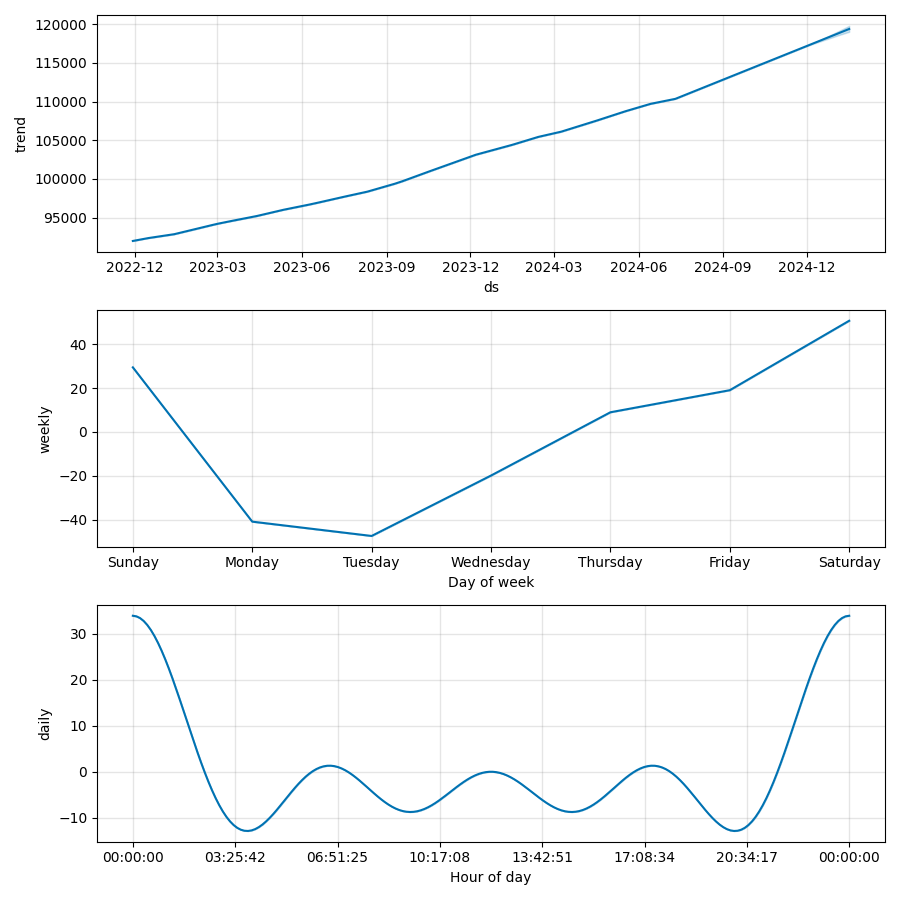 120000
115000
110000
105000
100000
95000
trend
2022-12 2023-03 2023-06 2023-09 2023-12 2024-03 2024-06 2024-09 2024-12
ds
40
20
0
−20
−40
weekly
Sunday Monday Tuesday Wednesday Thursday Friday Saturday
Day of week
30
20
10
0
−10
daily
00:00:00 03:25:42 06:51:25 10:17:08 13:42:51 17:08:34 20:34:17 00:00:00
Hour of day